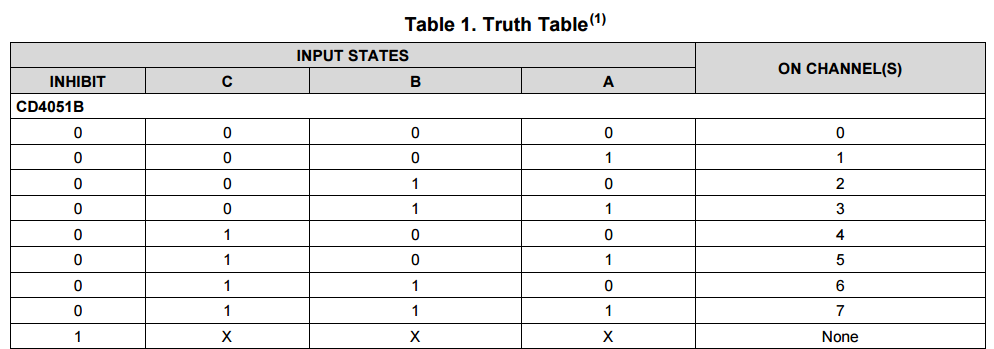 Table 1. Truth Table(1)
INPUT STATES ON CHANNEL(S)
INHIBIT C B A
CD4051B
0 0 0 0 0
0 0 0 1 1
0 0 1 0 2
0 0 1 1 3
0 1 0 0 4
0 1 0 1 5
0 1 1 0 6
0 1 1 1 7
1 X X X None